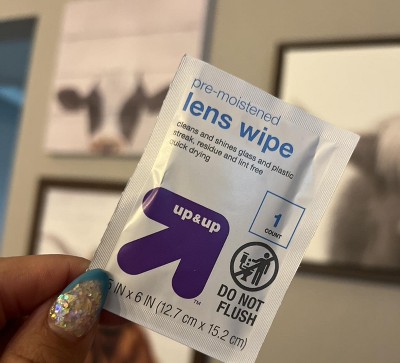 pre-moistened
lens wipe
cleans and shines glass and plastic
streak, residue and lint free
quick drying
1
COUNT
up&up
TM
DO NOT
FLUSH
IN x 6 IN (12.7 cm x 15.2 cm)